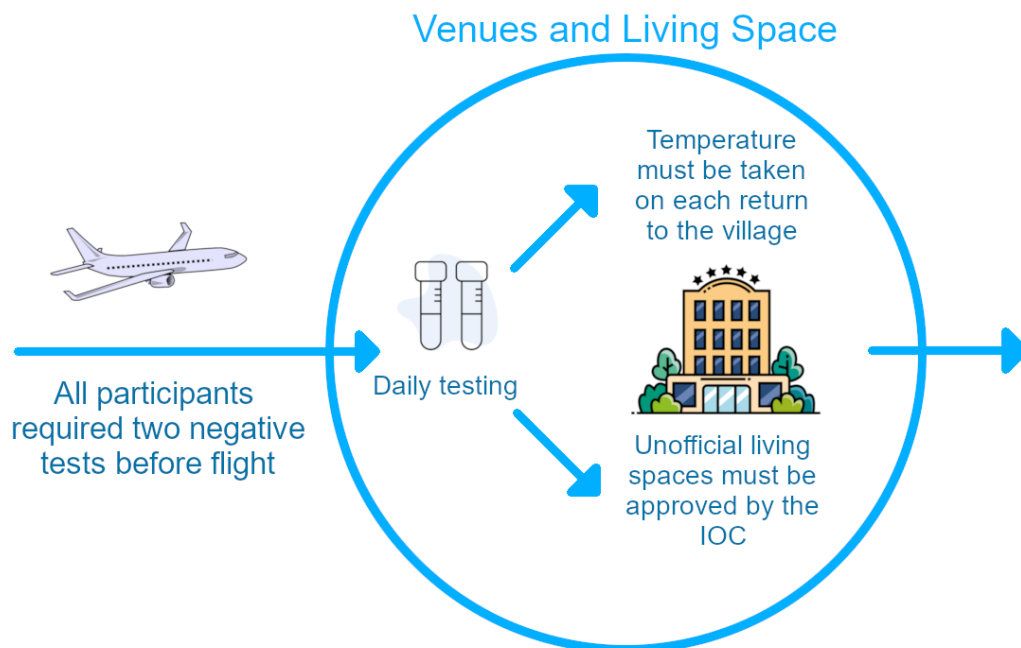 Venues and Living Space
Temperature
must be taken
on each return
to the village
Daily testing
All participants
required two negative
tests before flight
Unofficial living
spaces must be
approved by the
IOC